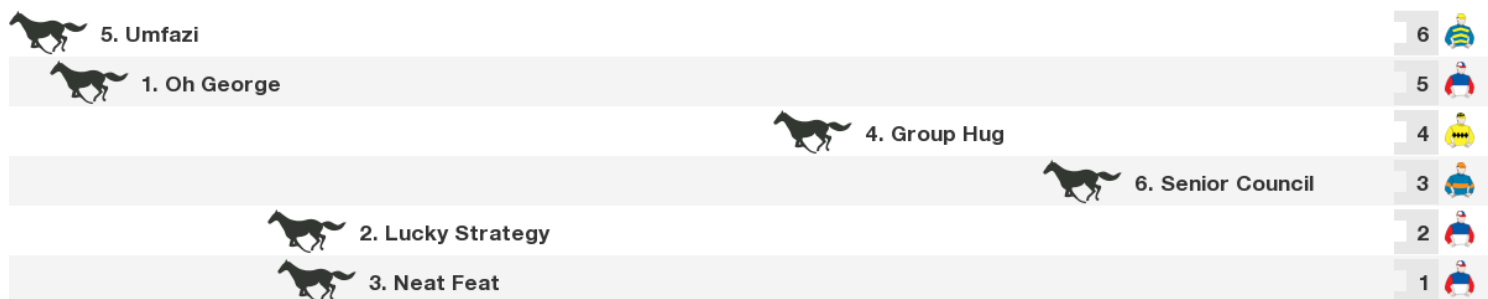 5. Umfazi 6
1. Oh George 5
4. Group Hug 4
6. Senior Council 3
2. Lucky Strategy 2
3. Neat Feat 1